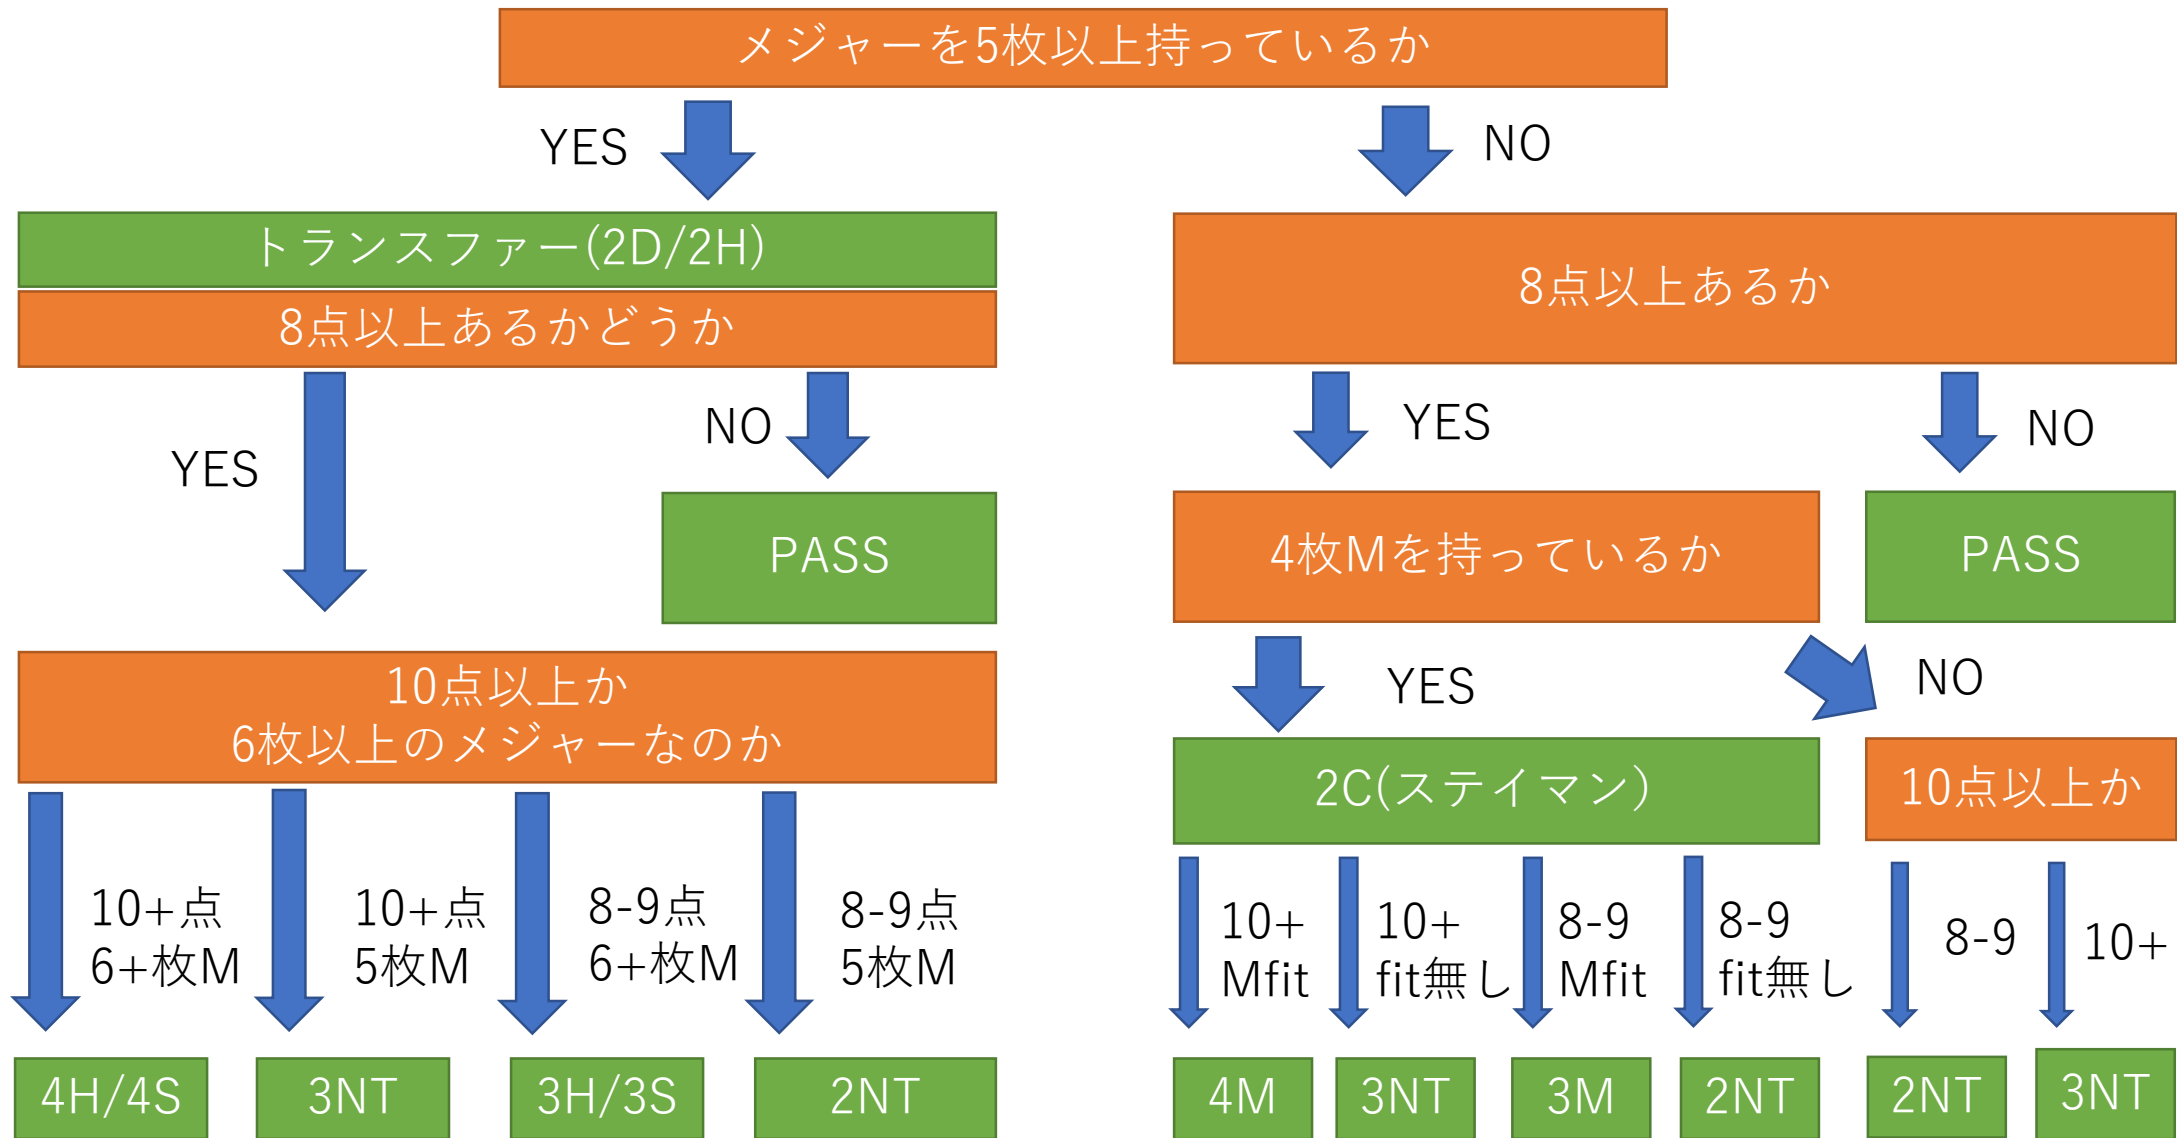 メジャーを5枚以上持っているか
YES
NO
トランスファー(2D/2H)
8点以上あるかどうか
8点以上あるか
YES
NO
YES
NO
PASS
4枚Mを持っているか
PASS
10点以上か
6枚以上のメジャーなのか
YES
NO
2C(ステイマン)
10点以上か
10+点
6+枚M
10+点
5枚M
8-9点
6+枚M
8-9点
5枚M
10+
Mfit
10+
fit無し
8-9
Mfit
8-9
fit無し
8-9
10+
4H/4S
3NT
3H/3S
2NT
4M
3NT
3M
2NT
2NT
3NT